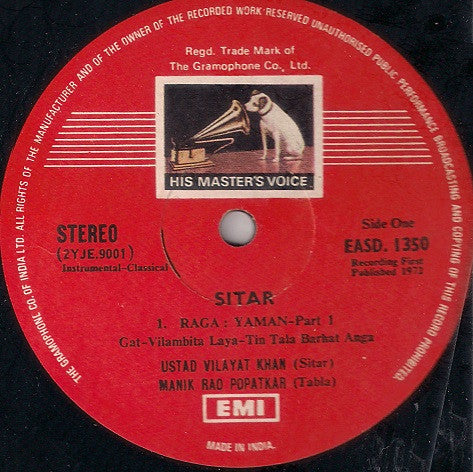 THE GRAMOPHONE CO. OF INDIA LTD. ALL RIGHTS OF THE MANUFACTURER AND OF THE OWNER OF THE RECORDED WORK RESERVED UNAUTHORISED PUBLIC PERFORMANCE BROADCASTING AND COPYING OF THIS RECORD PROHIBITED
Regd. Trade Mark of
The Gramophone Co., Ltd.
HIS MASTER'S VOICE
STEREO
(2YJE.9001)
Instrumental-Classical
Side One
EASD. 1350
Recording First
Published 1972
SITAR
1. RAGA : YAMAN-Part 1
Gat-Vilambita Laya-Tin Tala Barhat Anga
USTAD VILAYAT KHAN (Sitar)
MANIK RAO POPATKAR (Tabla)
EMI
MADE IN INDIA.